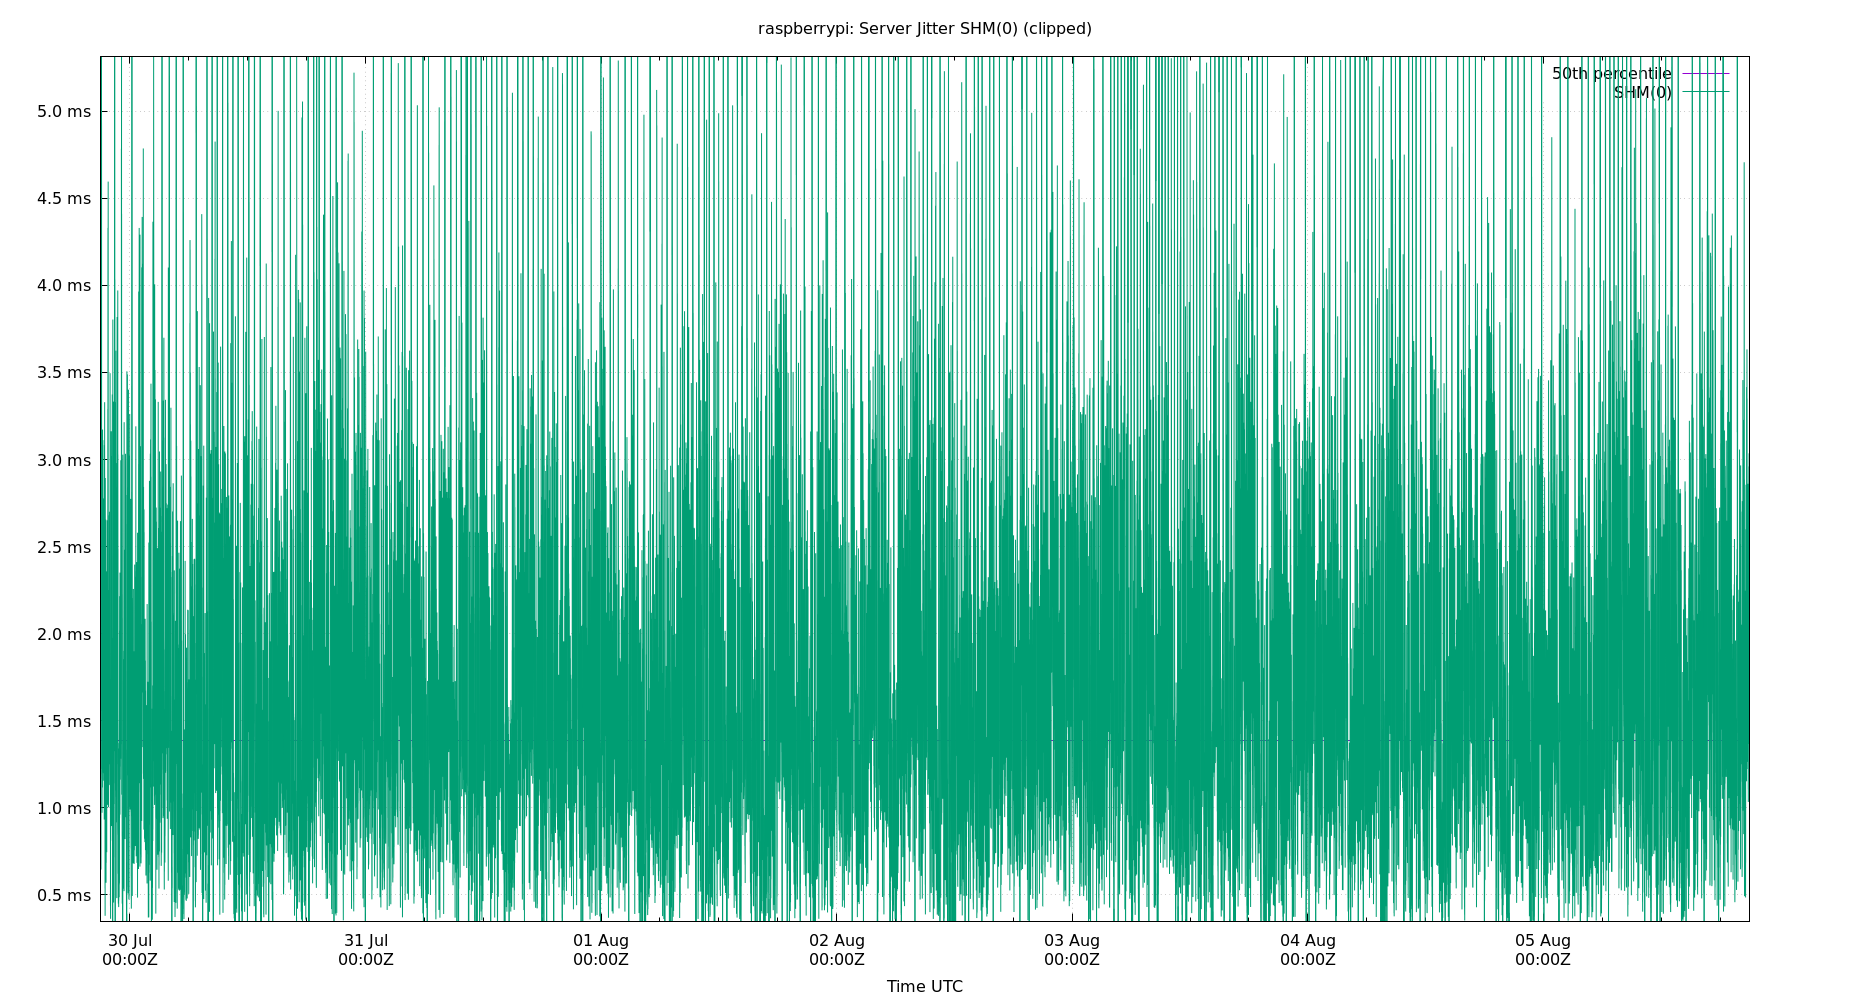 raspberrypi: Server Jitter SHM(0) (clipped)
50th percentile
SHM(0)
5.0 ms
4.5 ms
4.0 ms
3.5 ms
3.0 ms
2.5 ms
2.0 ms
1.5 ms
1.0 ms
0.5 ms
30 Jul 31 Jul 01 Aug 02 Aug 03 Aug 04 Aug 05 Aug
00:00Z 00:00Z 00:00Z 00:00Z 00:00Z 00:00Z 00:00Z
Time UTC